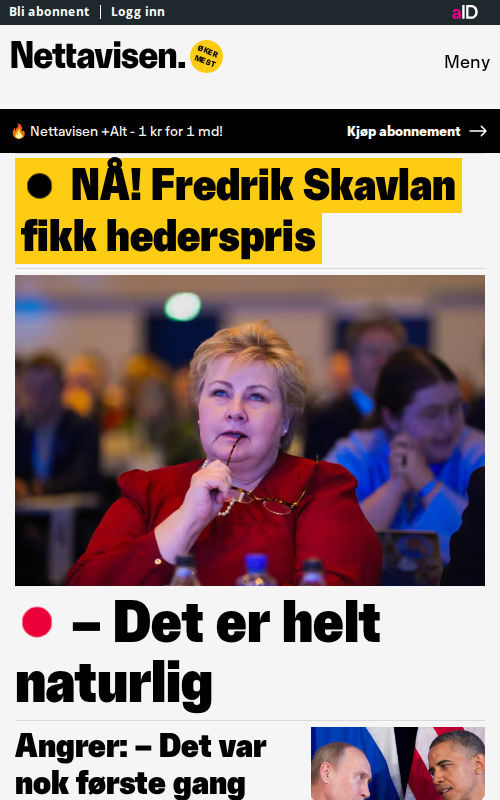 Bli abonnent | Logg inn
aID
Nettavisen.
ØKER
MEST
Meny
🔥 Nettavisen +Alt - 1 kr for 1 md!
Kjøp abonnement →
NÅ! Fredrik Skavlan
fikk hederspris
– Det er helt
naturlig
Angrer: – Det var
nok første gang